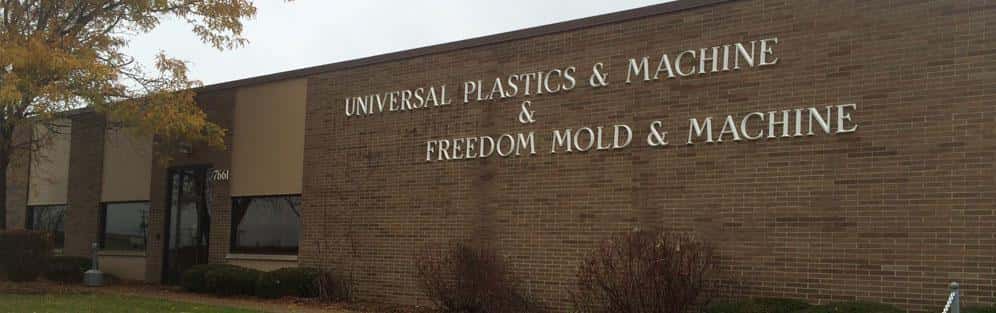 UNIVERSAL PLASTICS & MACHINE
&
FREEDOM MOLD & MACHINE
7661